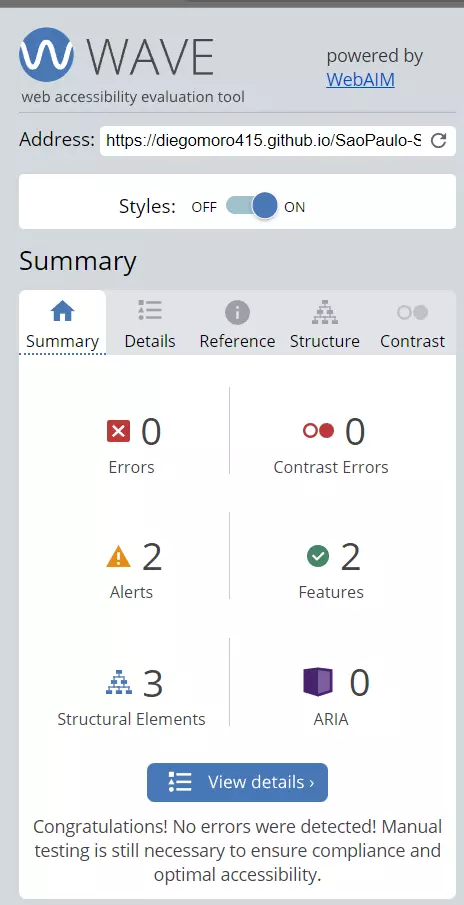 WAVE
powered by
WebAIM
web accessibility evaluation tool
Address: https://diegomoro415.github.io/SaoPaulo-S
Styles: OFF ON
Summary
Summary Details Reference Structure Contrast
0 0
Errors Contrast Errors
2 2
Alerts Features
3 0
Structural Elements ARIA
View details ›
Congratulations! No errors were detected! Manual
testing is still necessary to ensure compliance and
optimal accessibility.